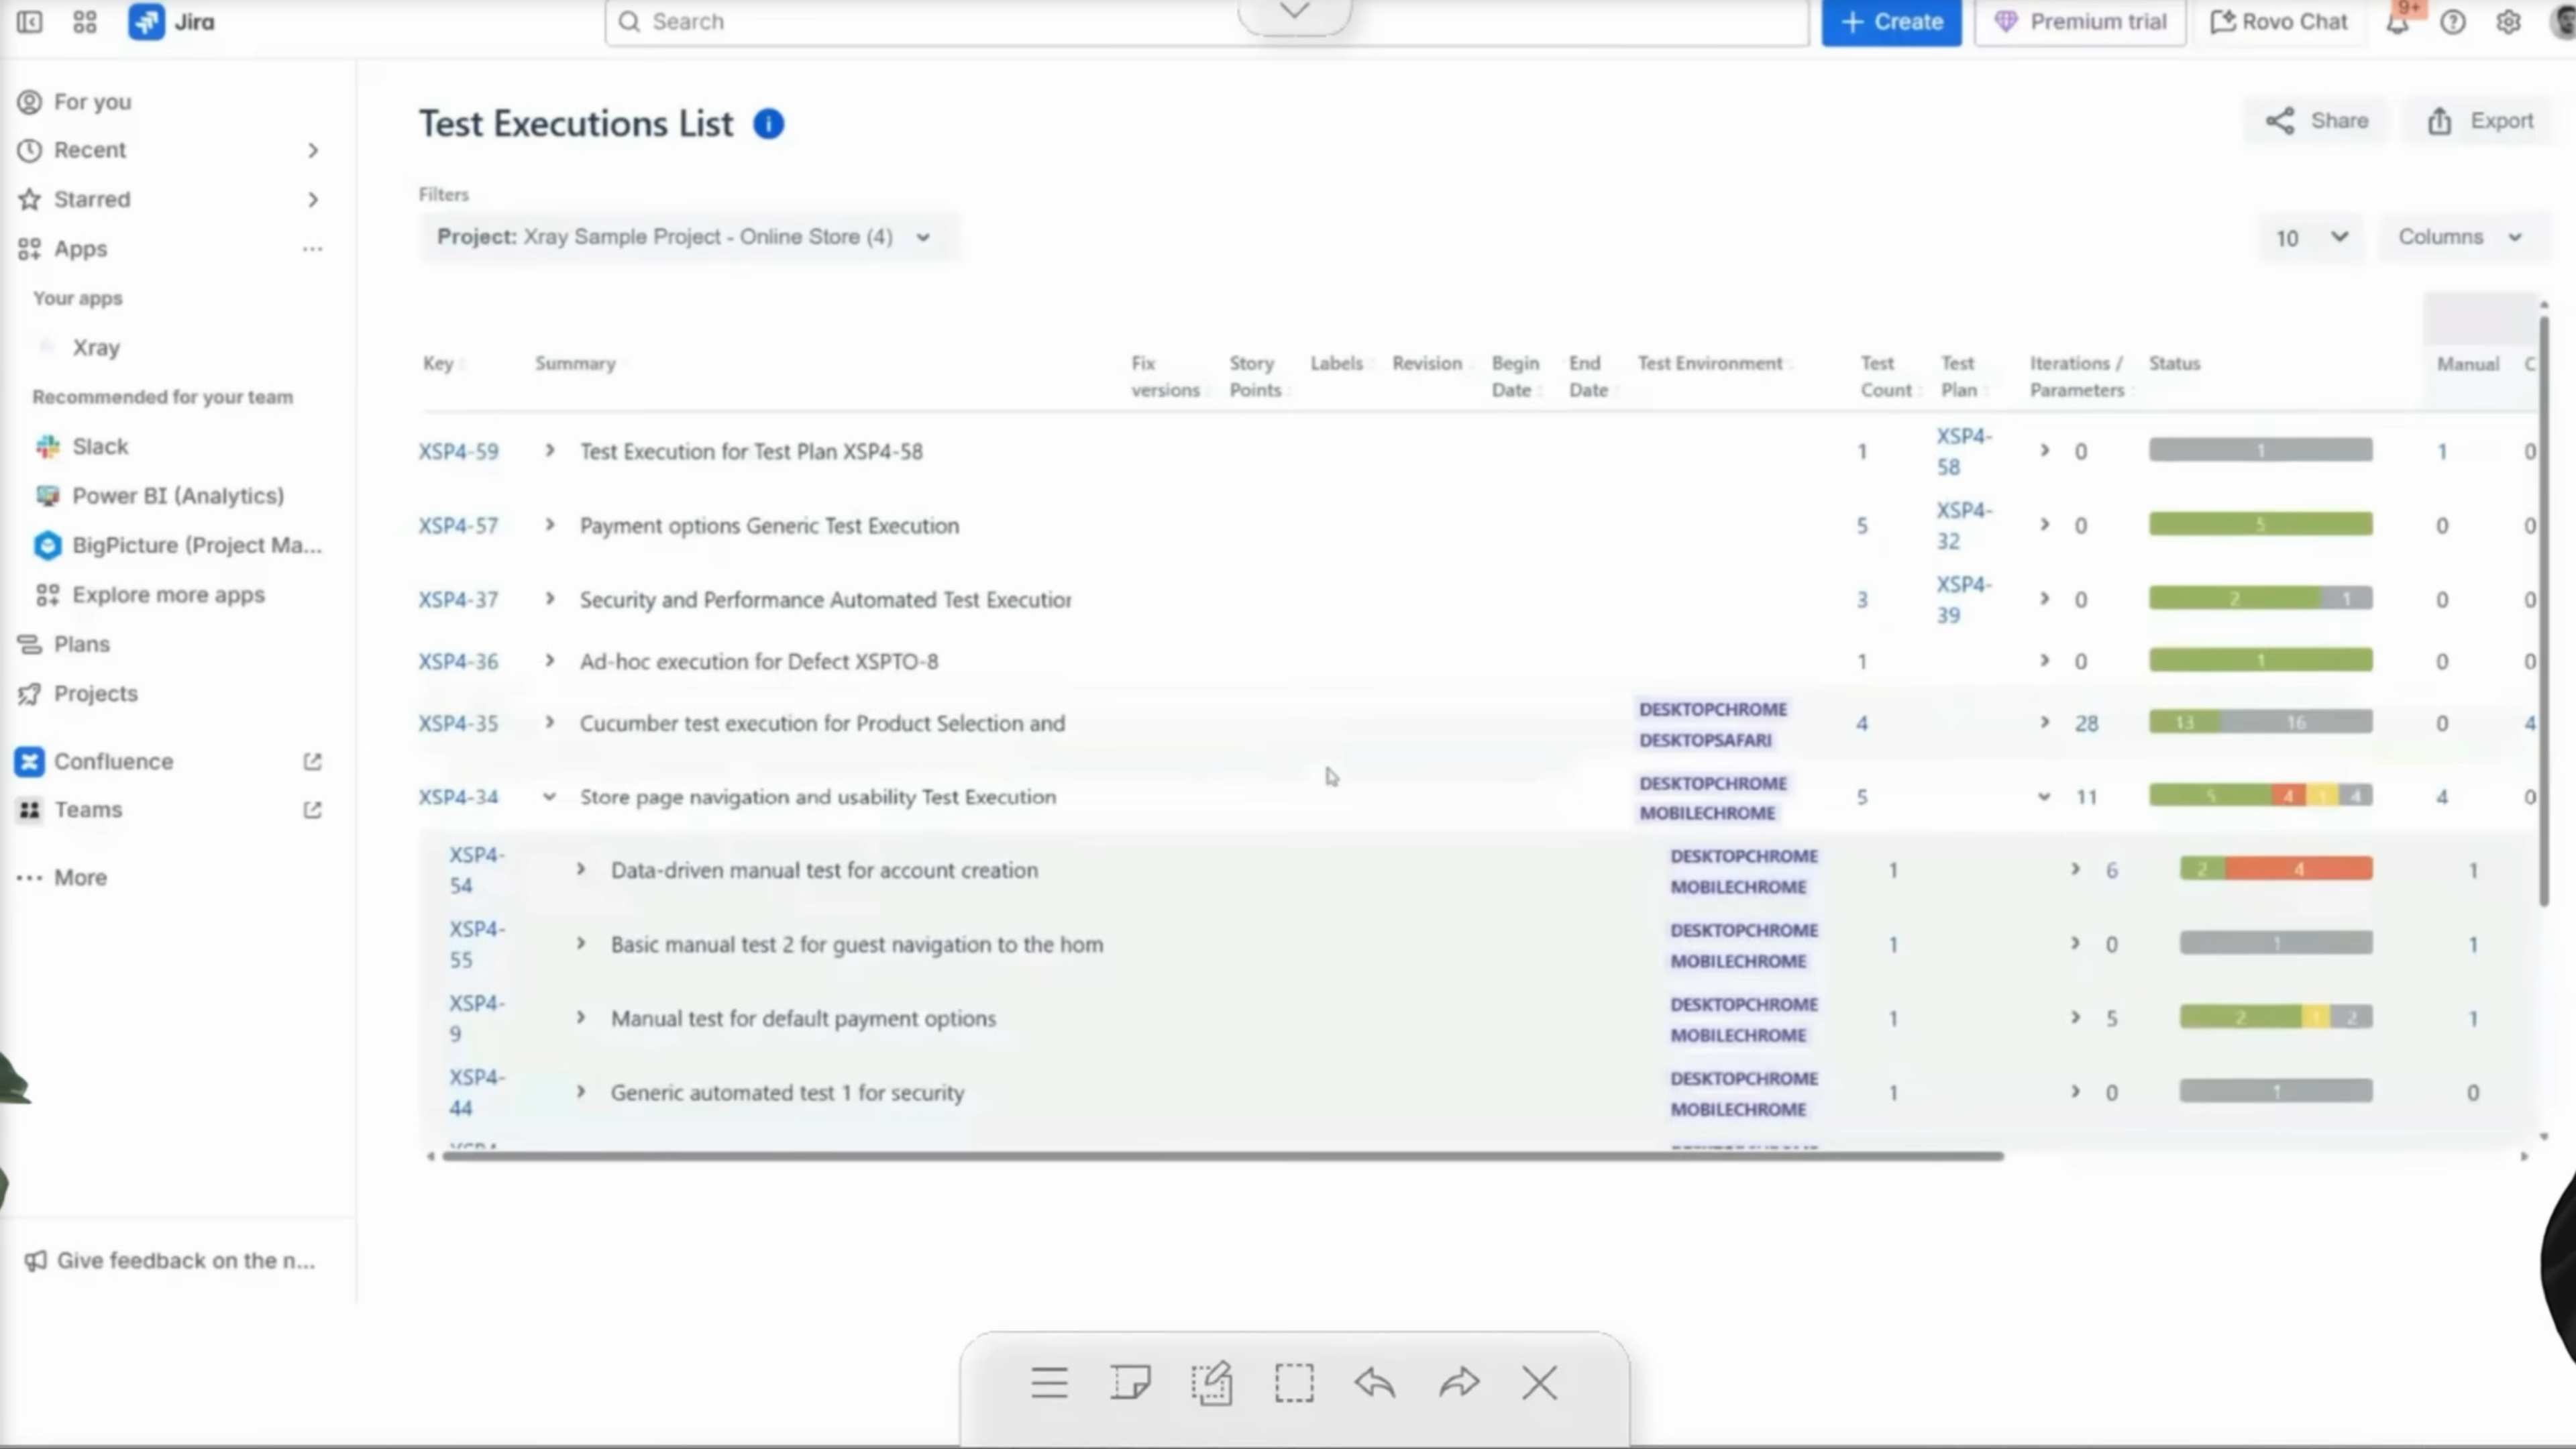 Jira
Search
Create
Premium trial
Rovo Chat
9+
For you
Recent
Starred
Apps
Your apps
Xray
Recommended for your team
Slack
Power BI (Analytics)
BigPicture (Project Ma...
Explore more apps
Plans
Projects
Confluence
Teams
More
Give feedback on the n...
Test Executions List
Share
Export
Filters
Project: Xray Sample Project - Online Store (4)
10
Columns
Key Summary Fix versions Story Points Labels Revision Begin Date End Date Test Environment Test Count Test Plan Iterations / Parameters Status Manual C
XSP4-59 Test Execution for Test Plan XSP4-58 1 XSP4-58 0 1 1 0
XSP4-57 Payment options Generic Test Execution 5 XSP4-32 0 5 0 0
XSP4-37 Security and Performance Automated Test Execution 3 XSP4-39 0 2 1 0 0
XSP4-36 Ad-hoc execution for Defect XSPTO-8 1 0 1 0 0
XSP4-35 Cucumber test execution for Product Selection and DESKTOPCHROME DESKTOPSAFARI 4 28 13 16 0 4
XSP4-34 Store page navigation and usability Test Execution DESKTOPCHROME MOBILECHROME 5 11 5 4 1 4 4 0
XSP4-54 Data-driven manual test for account creation DESKTOPCHROME MOBILECHROME 1 6 2 4 1
XSP4-55 Basic manual test 2 for guest navigation to the hom DESKTOPCHROME MOBILECHROME 1 0 1 1
XSP4-9 Manual test for default payment options DESKTOPCHROME MOBILECHROME 1 5 2 1 2 1
XSP4-44 Generic automated test 1 for security DESKTOPCHROME MOBILECHROME 1 0 1 0